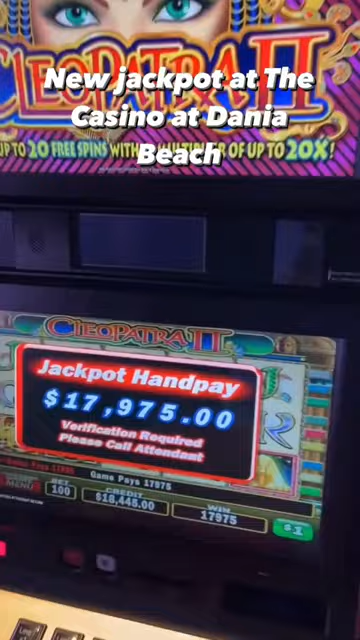 CLEOPATRA II
New jackpot at The
Casino at Dania
Beach
UP TO 20 FREE SPINS WITH A MULTIPLIER OF UP TO 20X!
CLEOPATRA II
Jackpot Handpay
$17,975.00
Verification Required
Please Call Attendant
Game Pays 17975
MENU
BET
100
CREDIT
$18,445.00
WIN
17975
$1